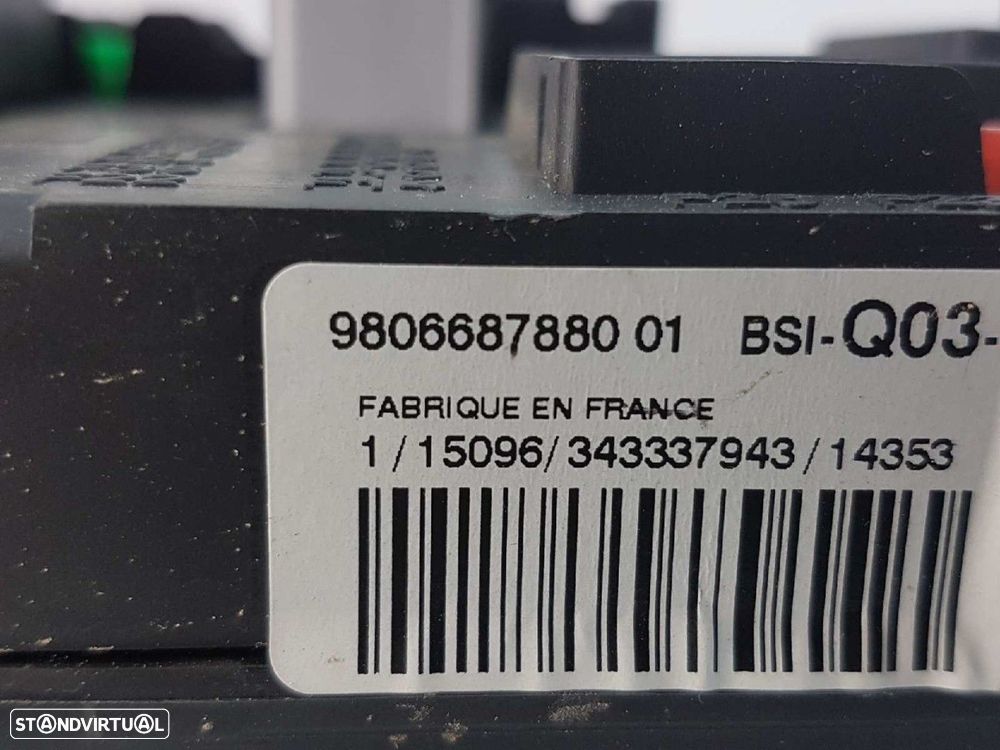 9806687880 01 BSI-Q03-
FABRIQUE EN FRANCE
1/15096/343337943/14353
STANDVIRTUAL